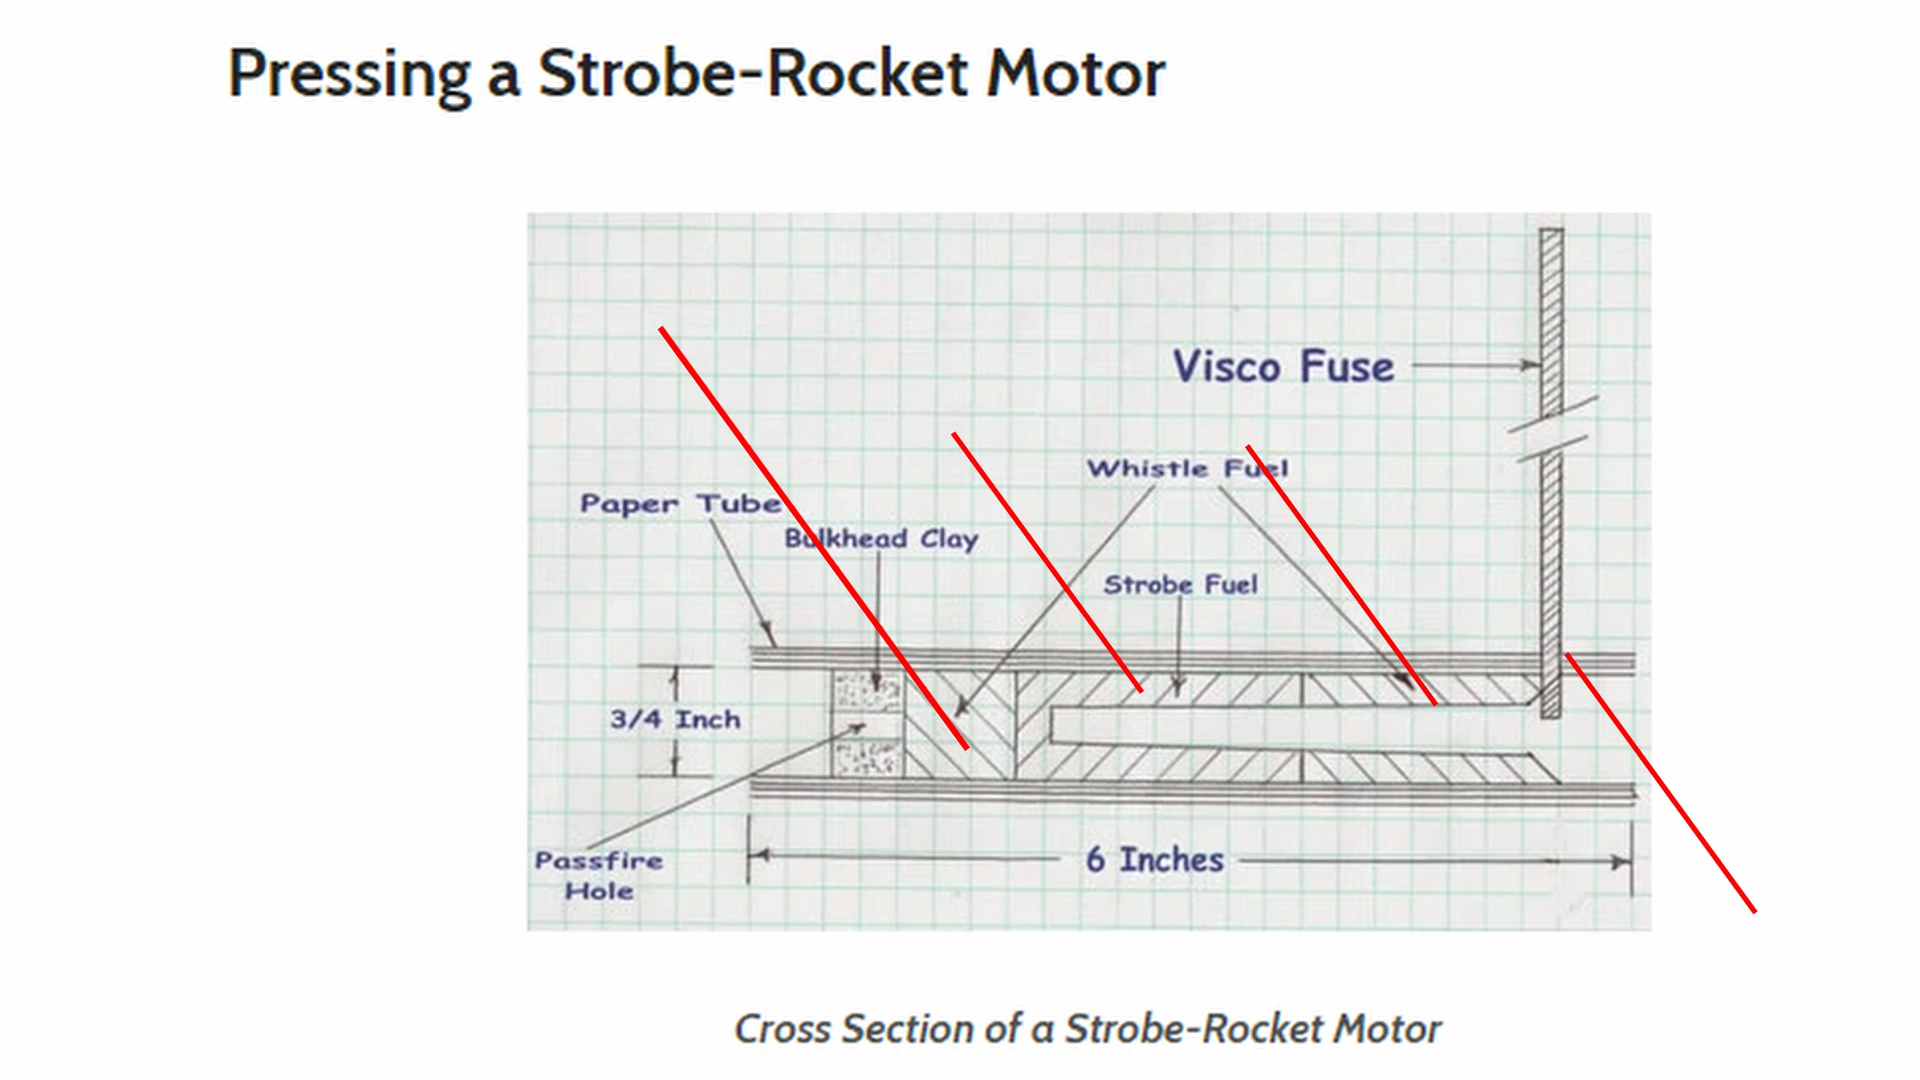 Pressing a Strobe-Rocket Motor
Visco Fuse
Whistle Fuel
Paper Tube
Bulkhead Clay
Strobe Fuel
3/4 Inch
Passfire
Hole
6 Inches
Cross Section of a Strobe-Rocket Motor